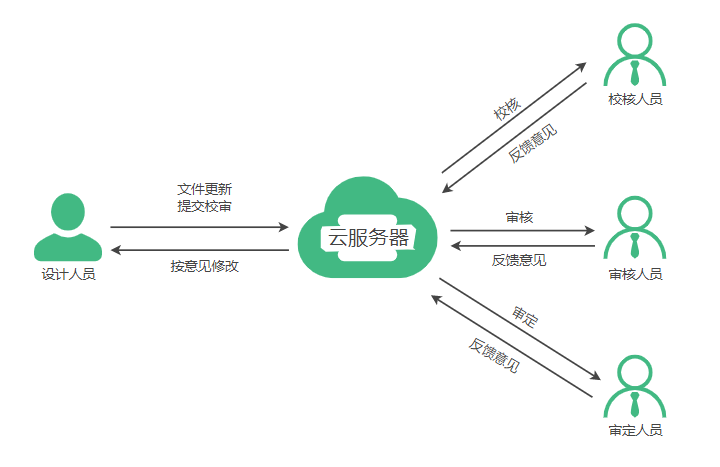 校核
校核人员
反馈意见
文件更新
提交校审
云服务器
审核
设计人员
按意见修改
反馈意见
审核人员
审定
反馈意见
审定人员